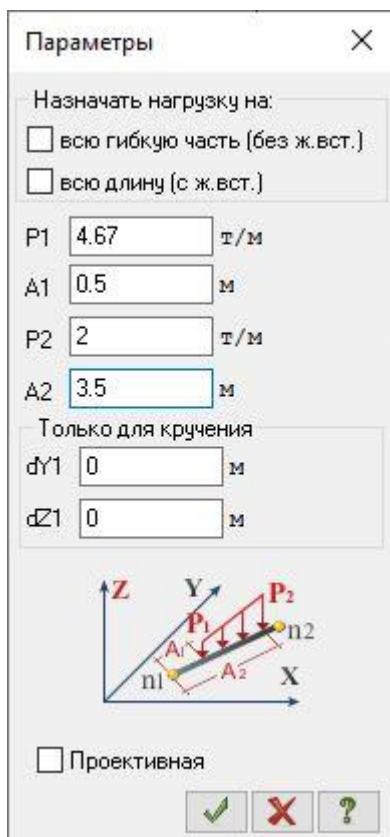 Параметры
Назначать нагрузку на:
всю гибкую часть (без ж.вст.)
всю длину (с ж.вст.)
P1 4.67 т/м
A1 0.5 м
P2 2 т/м
A2 3.5 м
Только для кручения
dY1 0 м
dZ1 0 м
Z Y P2
P1 n2
A1 A2
n1 X
Проективная
?